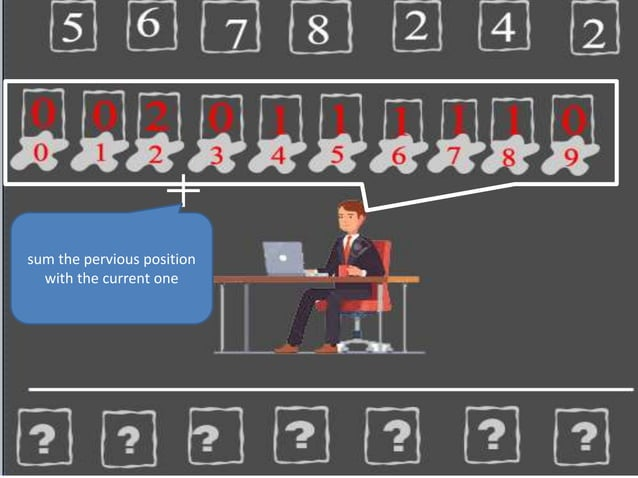 5 6 7 8 2 4 2
0 0 2 0 1 1 1 1 1 0
0 1 2 3 4 5 6 7 8 9
+
sum the pervious position
with the current one
? ? ? ? ? ? ?